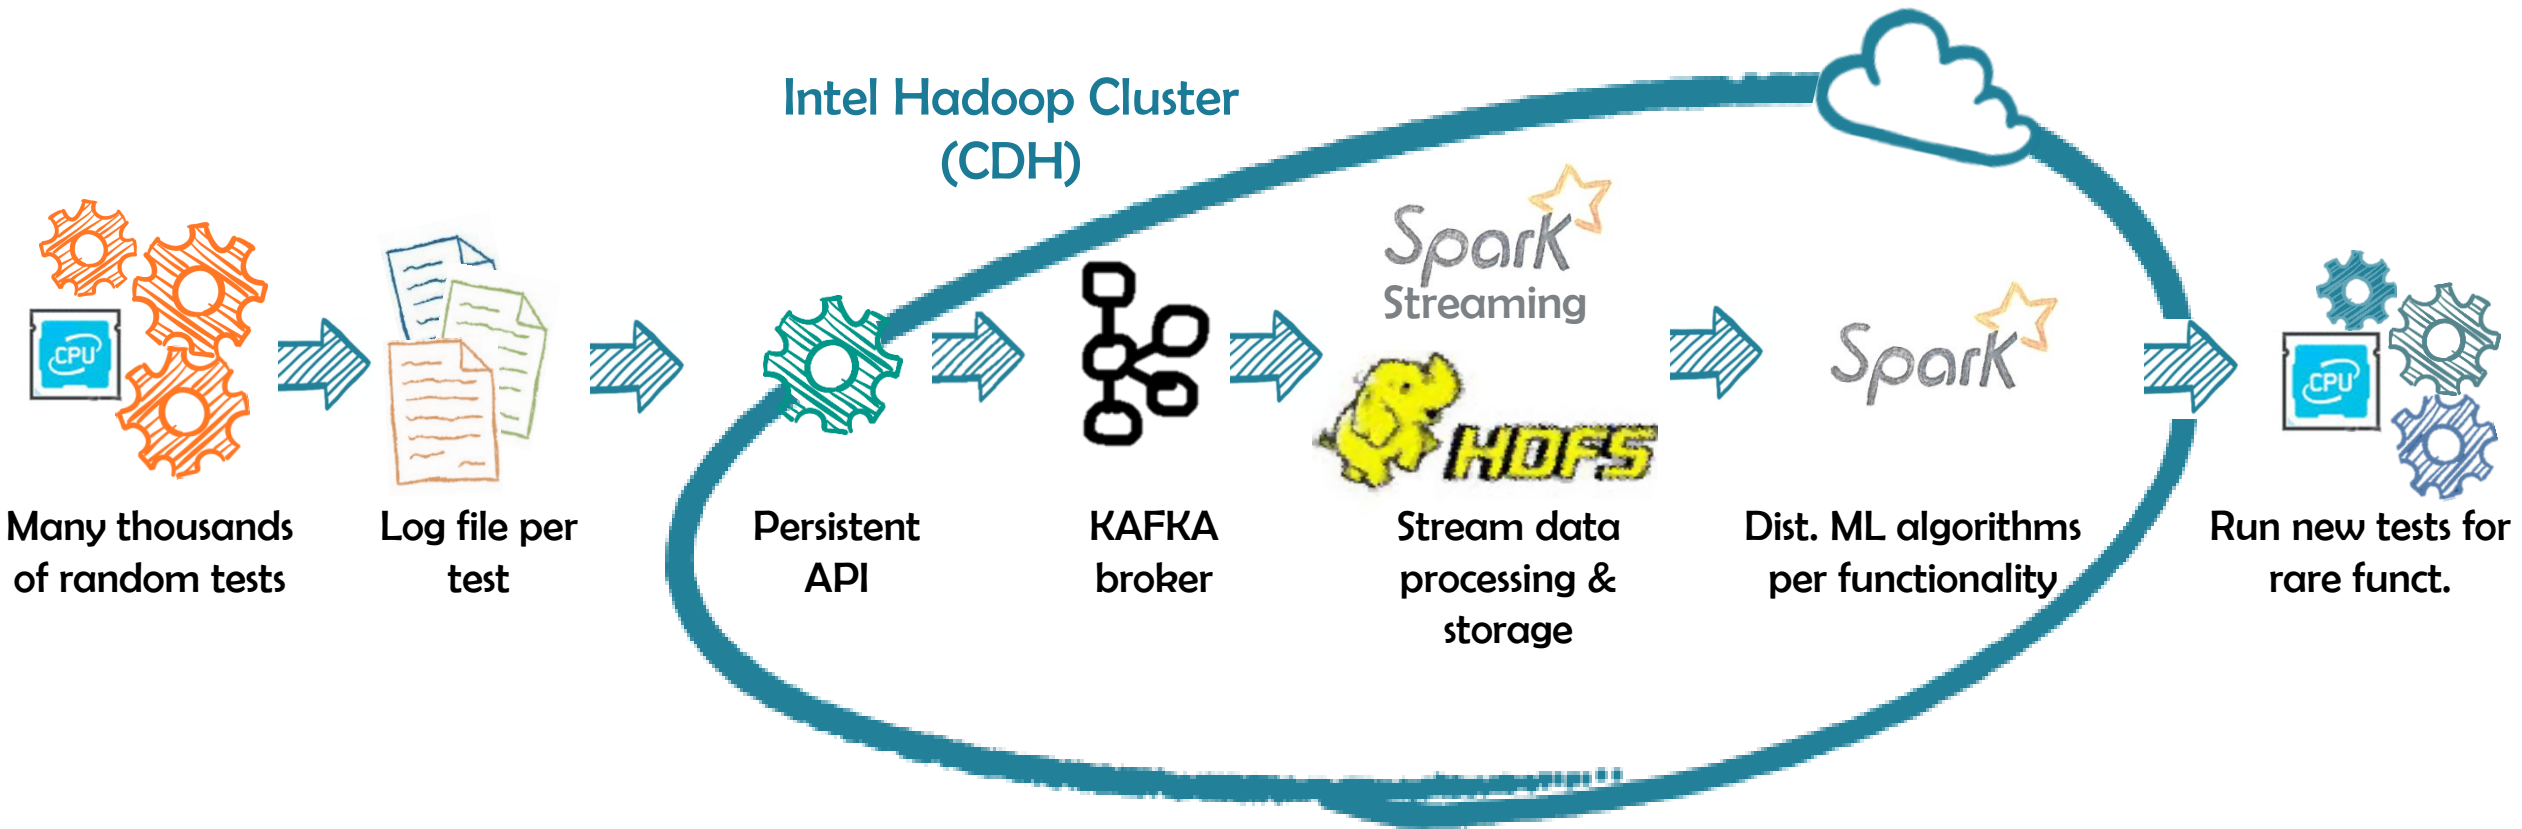 Intel Hadoop Cluster
(CDH)
CPU
Spark
Streaming
HDFS
Spark
CPU
Many thousands
of random tests
Log file per
test
Persistent
API
KAFKA
broker
Stream data
processing &
storage
Dist. ML algorithms
per functionality
Run new tests for
rare funct.